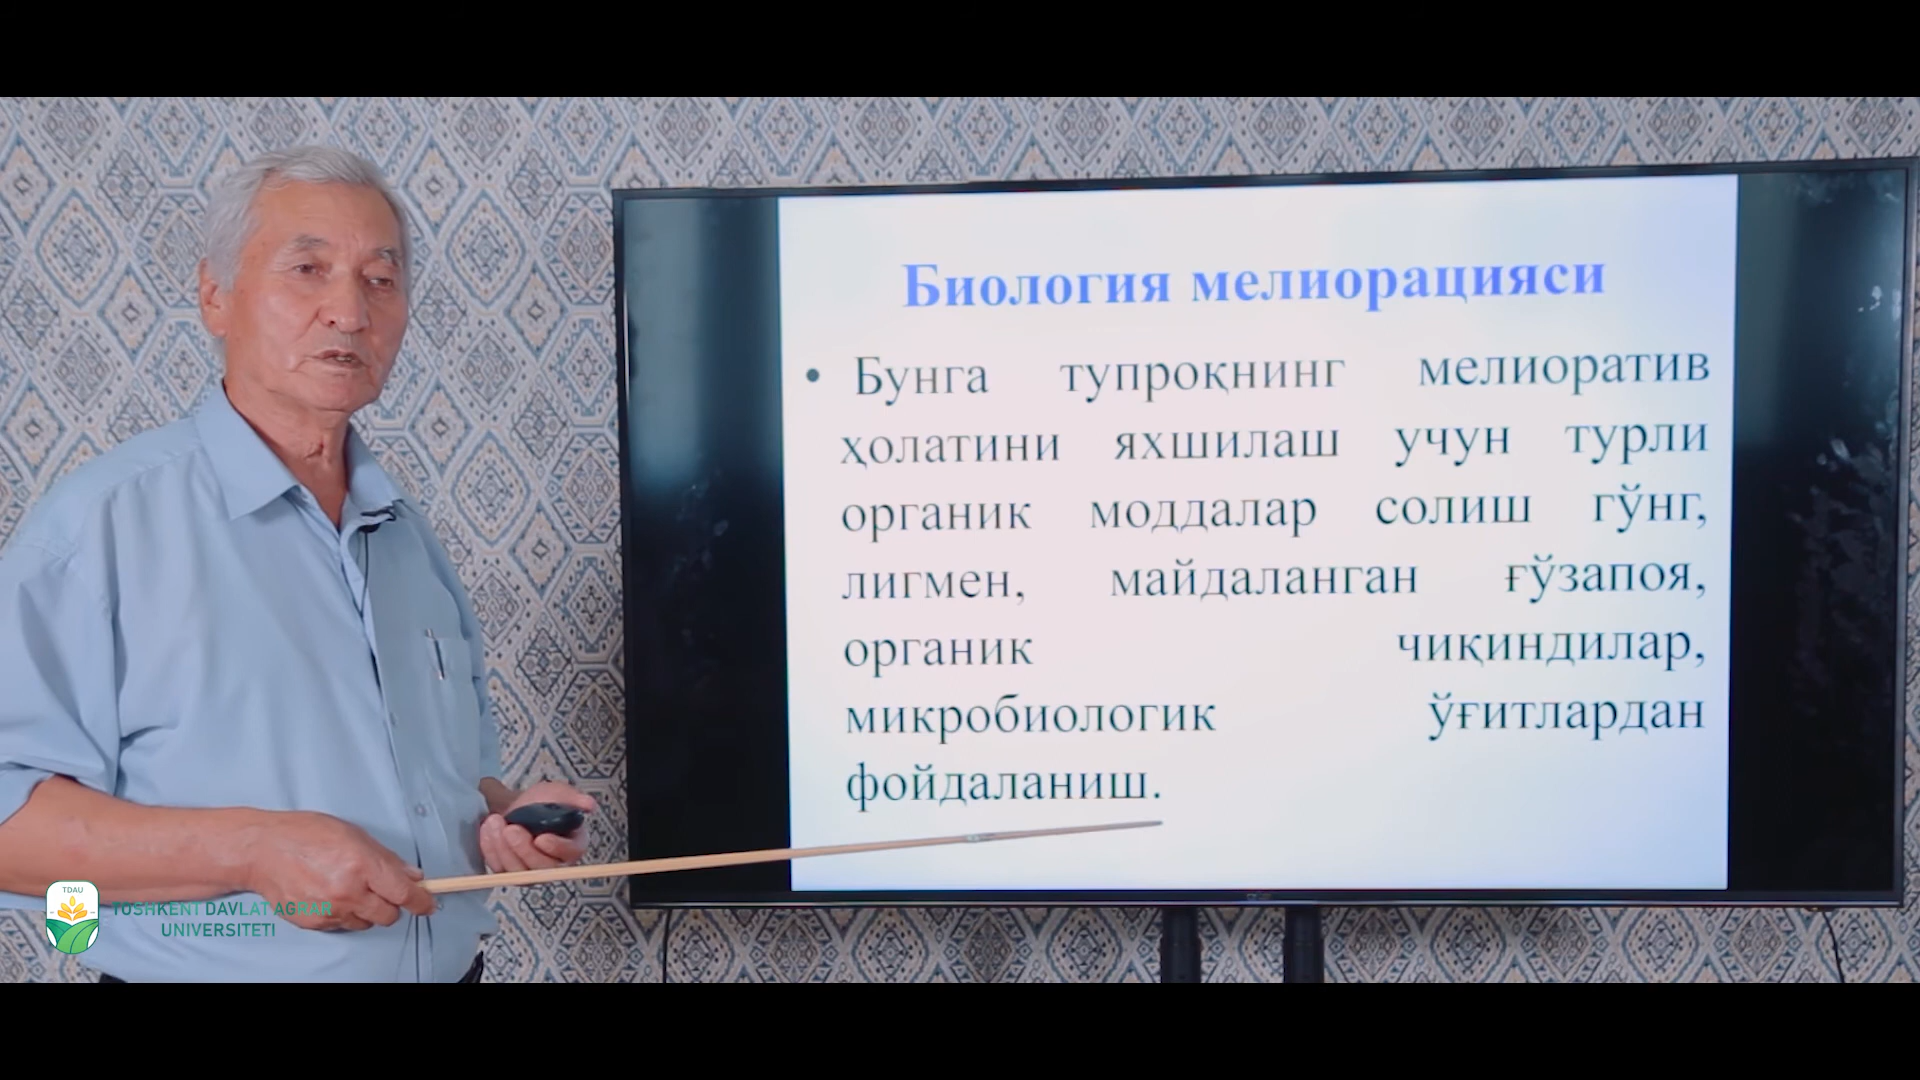 Биология мелиорацияси
• Бунга тупроқнинг мелиоратив
ҳолатини яхшилаш учун турли
органик моддалар солиш гўнг,
лигмен, майдаланган ғўзапоя,
органик чиқиндилар,
микробиологик ўғитлардан
фойдаланиш.
TDAU
TOSHKENT DAVLAT AGRAR
UNIVERSITETI